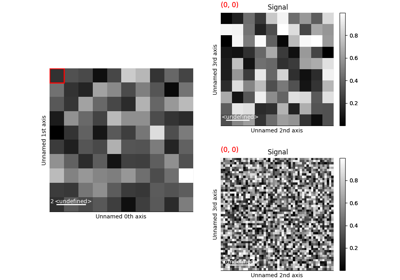 (0, 0)
Signal
Unnamed 3rd axis
<undefined>
Unnamed 2nd axis
0.8
0.6
0.4
0.2
Unnamed 1st axis
2 <undefined>
Unnamed 0th axis
(0, 0)
Signal
Unnamed 3rd axis
Unnamed 2nd axis
0.8
0.6
0.4
0.2